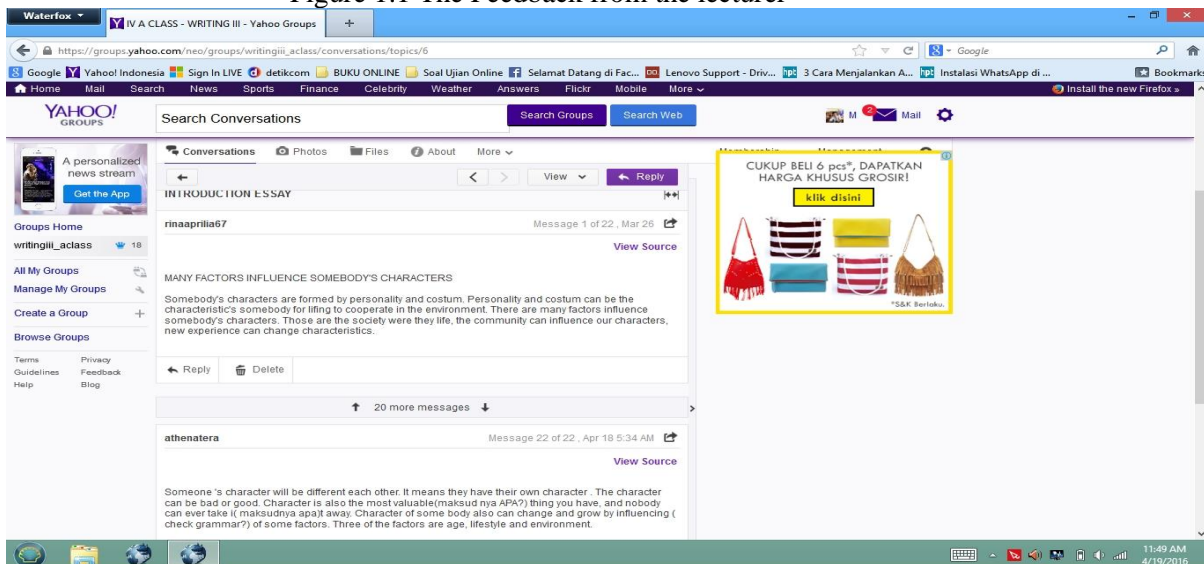 Figure 1.1 The Feedback from the lecturer
Waterfox
IV A CLASS - WRITING III - Yahoo Groups
https://groups.yahoo.com/neo/groups/writingiii_aclass/conversations/topics/6
Google
Google Yahoo! Indonesia Sign In LIVE detikcom BUKU ONLINE Soal Ujian Online Selamat Datang di Fac... Lenovo Support - Driv... 3 Cara Menjalankan A... Instalasi WhatsApp di ... Bookmark
Home Mail Search News Sports Finance Celebrity Weather Answers Flickr Mobile More
Install the new Firefox »
YAHOO!
GROUPS
Search Conversations
Search Groups
Search Web
M 2 Mail
A personalized
news stream
Get the App
Groups Home
writingiii_aclass 18
All My Groups
Manage My Groups
Create a Group +
Browse Groups
Terms Privacy
Guidelines Feedback
Help Blog
Conversations Photos Files About More
View Reply
INTRODUCTION ESSAY
rinaaprilia67 Message 1 of 22 , Mar 26
View Source
MANY FACTORS INFLUENCE SOMEBODY'S CHARACTERS
Somebody's characters are formed by personality and costum. Personality and costum can be the
characteristic's somebody for lifing to cooperate in the environment. There are many factors influence
somebody's characters. Those are the society were they life, the community can influence our characters,
new experience can change characteristics.
Reply Delete
20 more messages
athenatera Message 22 of 22 , Apr 18 5:34 AM
View Source
Someone 's character will be different each other. It means they have their own character . The character
can be bad or good. Character is also the most valuable(maksud nya APA?) thing you have, and nobody
can ever take i( maksudnya apa)t away. Character of some body also can change and grow by influencing (
check grammar?) of some factors. Three of the factors are age, lifestyle and environment.
CUKUP BELI 6 pcs*, DAPATKAN
HARGA KHUSUS GROSIR!
klik disini
*S&K Berlaku.
11:49 AM
4/19/2016